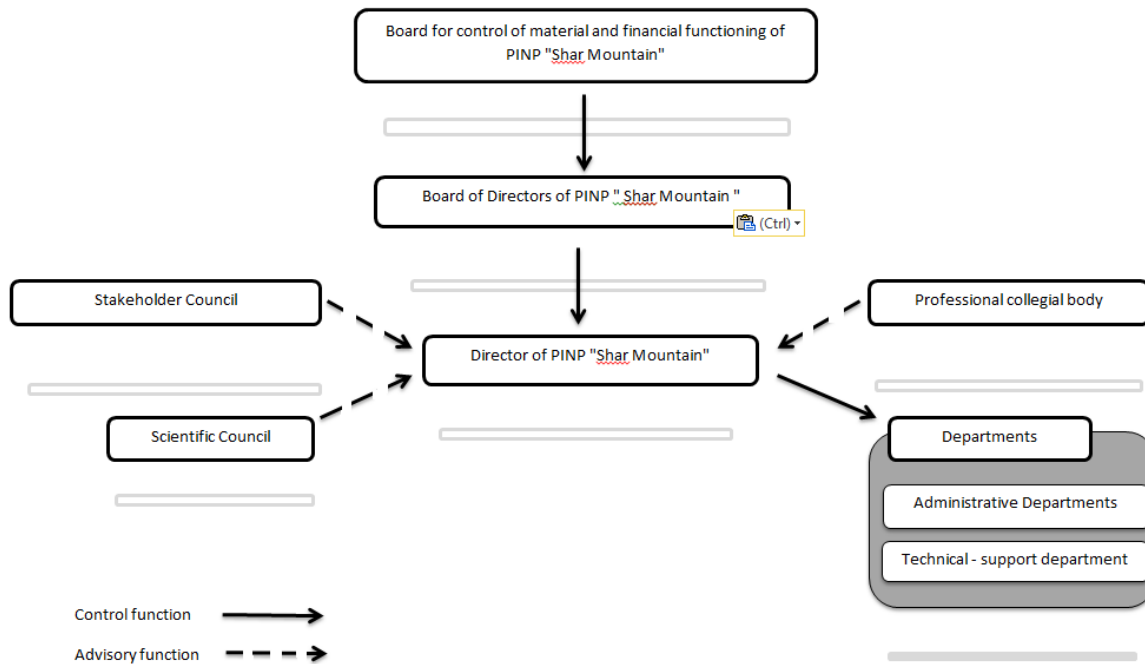 Board for control of material and financial functioning of
PINP "Shar Mountain"
Board of Directors of PINP " Shar Mountain "
(Ctrl)
Stakeholder Council
Professional collegial body
Director of PINP "Shar Mountain"
Scientific Council
Departments
Administrative Departments
Technical - support department
Control function
Advisory function